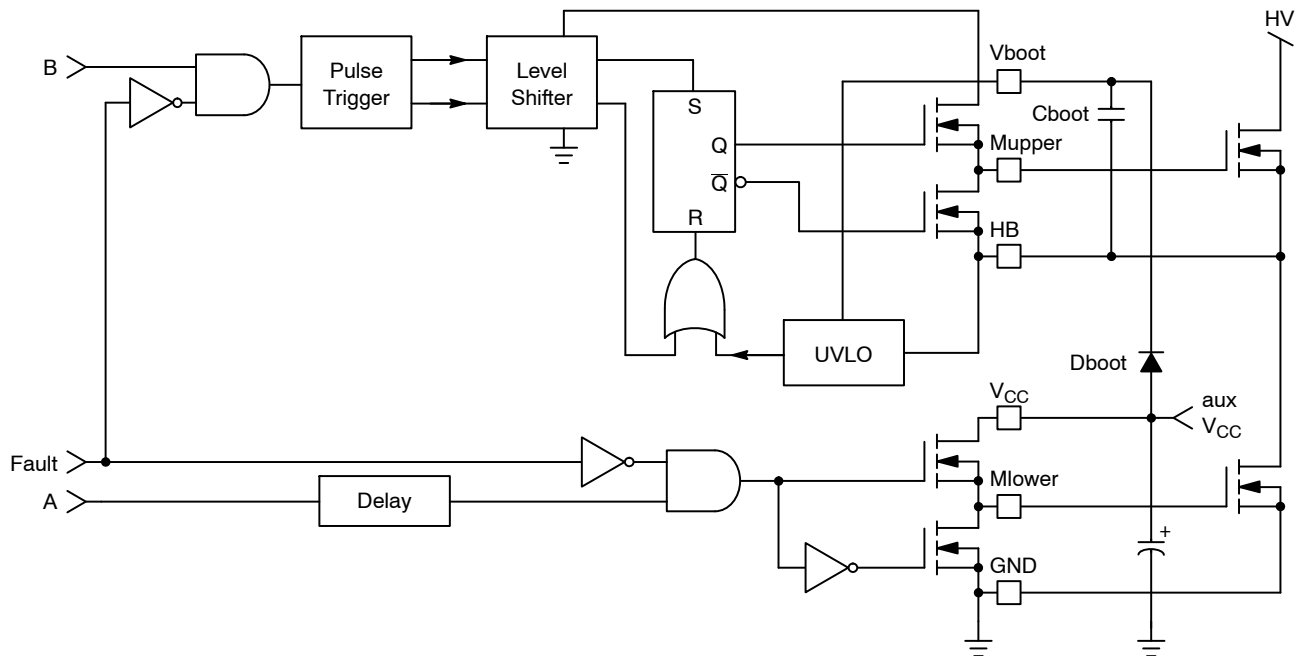 HV
Vboot
B
Pulse
Trigger
Level
Shifter
Cboot
S
Q
Mupper
Q̅
R
HB
UVLO
Dboot
VCC
aux
VCC
Fault
A
Delay
Mlower
+
GND